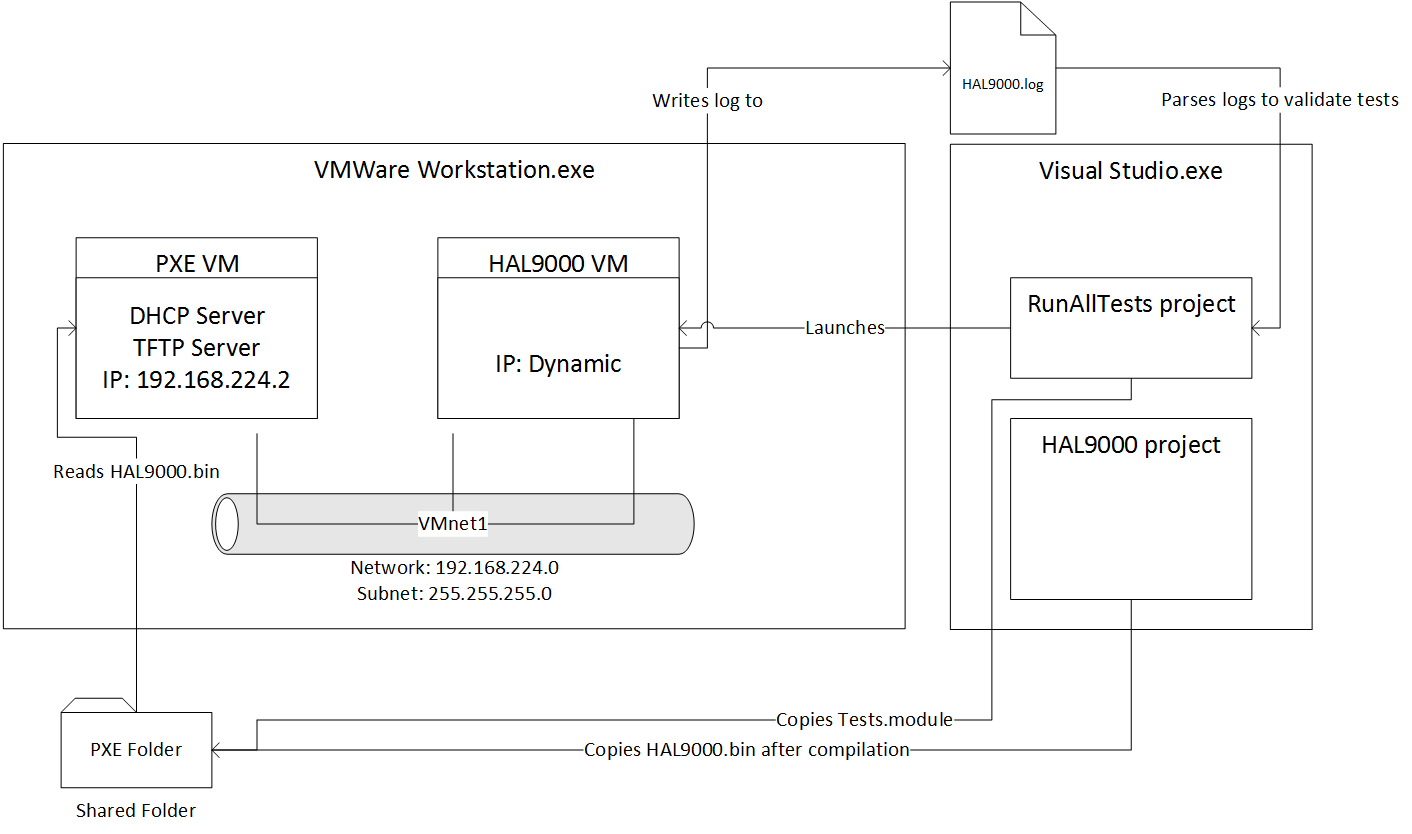 HAL9000.log
Writes log to
Parses logs to validate tests
VMWare Workstation.exe
Visual Studio.exe
PXE VM
DHCP Server
TFTP Server
IP: 192.168.224.2
HAL9000 VM
IP: Dynamic
Launches
RunAllTests project
HAL9000 project
Reads HAL9000.bin
VMnet1
Network: 192.168.224.0
Subnet: 255.255.255.0
Copies Tests.module
Copies HAL9000.bin after compilation
PXE Folder
Shared Folder